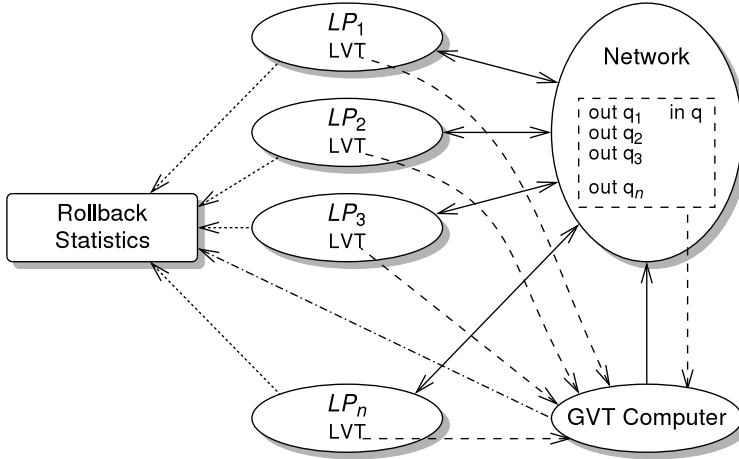 LP1
LVT
Network
out q1 in q
out q2
out q3
out qn
LP2
LVT
LP3
LVT
Rollback
Statistics
LPn
LVT
GVT Computer